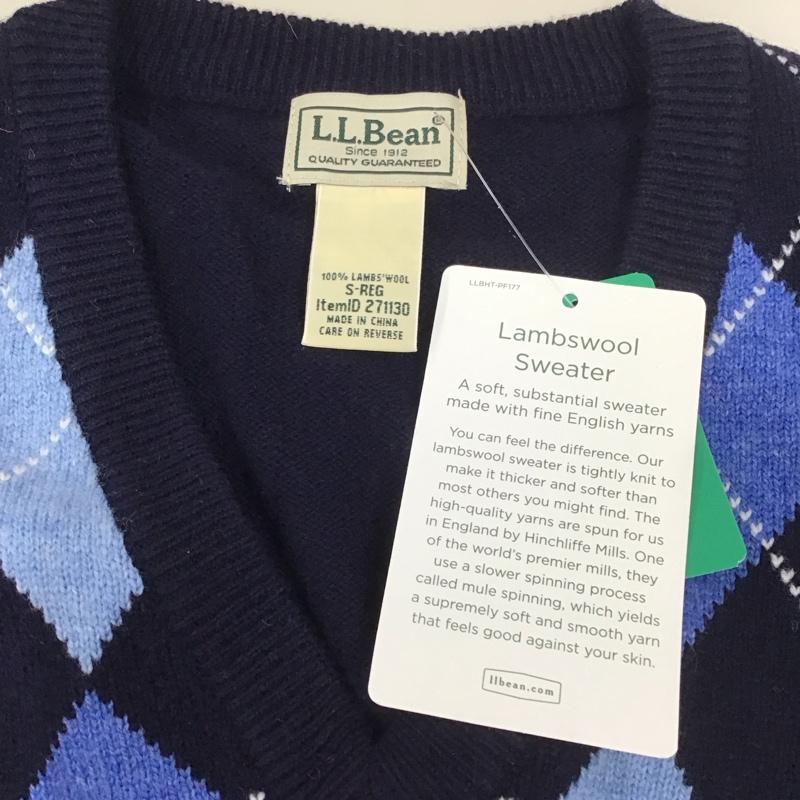 L.L.Bean®
Since 1912
QUALITY GUARANTEED
100% LAMBS'WOOL
S-REG
ItemID 271130
MADE IN CHINA
CARE ON REVERSE
LLBHT-PF177
Lambswool
Sweater
A soft, substantial sweater
made with fine English yarns
You can feel the difference. Our
lambswool sweater is tightly knit to
make it thicker and softer than
most others you might find. The
high-quality yarns are spun for us
in England by Hinchliffe Mills. One
of the world's premier mills, they
use a slower spinning process
called mule spinning, which yields
a supremely soft and smooth yarn
that feels good against your skin.
llbean.com